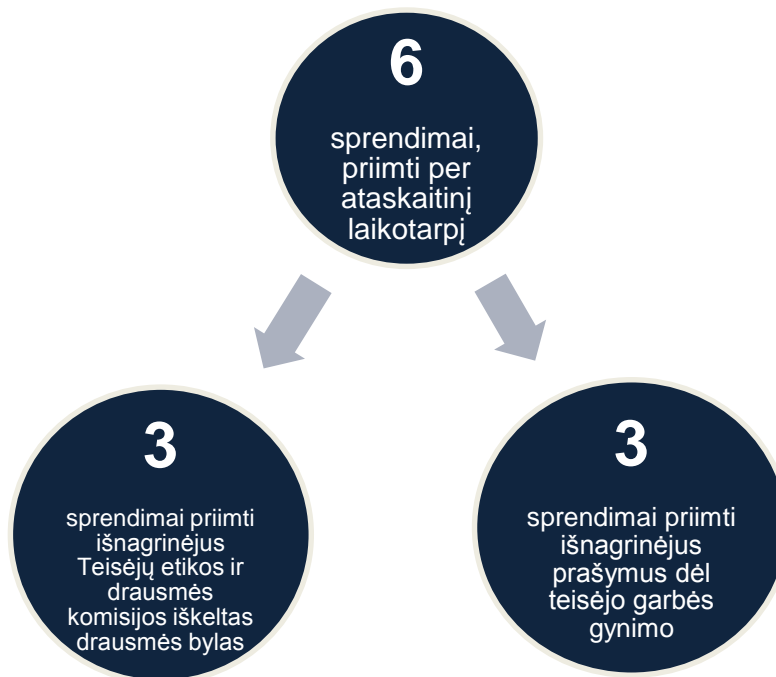 6
sprendimai,
priimti per
ataskaitinį
laikotarpį
3
sprendimai priimti
išnagrinėjus
Teisėjų etikos ir
drausmės
komisijos iškeltas
drausmės bylas
3
sprendimai priimti
išnagrinėjus
prašymus dėl
teisėjo garbės
gynimo